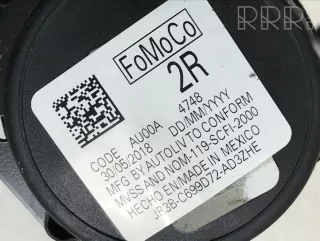 RRR
FoMoCo
2R
CODE AU00A 4748
30/05/2018 DD/MM/YYYY
MFG BY AUTOLIV TO CONFORM
MVSS AND NOM-119-SCFI-2000
HECHO EN/MADE IN MEXICO
JR3B-C699D72-AD3ZHE